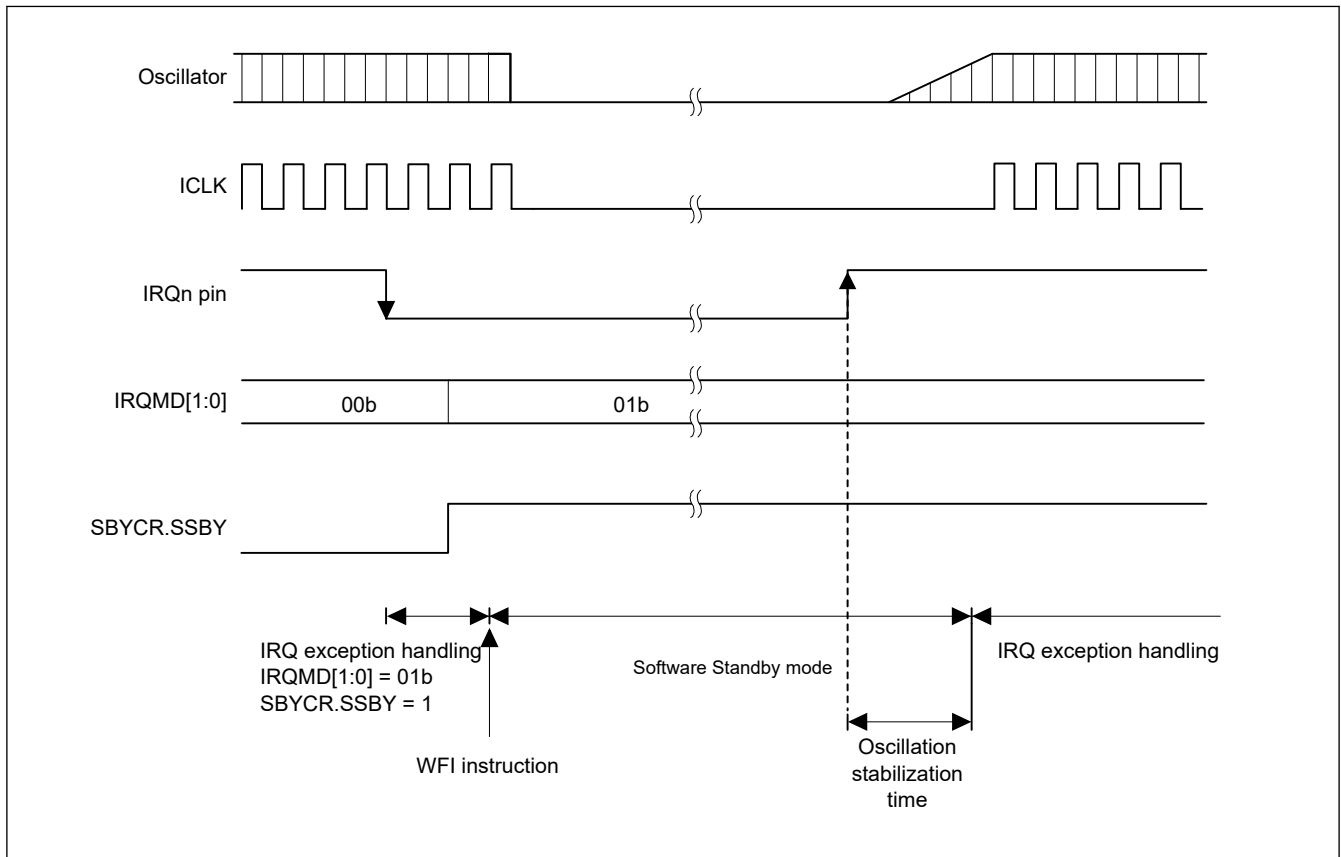 Oscillator
ICLK
IRQn pin
IRQMD[1:0]
00b
01b
SBYCR.SSBY
IRQ exception handling
IRQMD[1:0] = 01b
SBYCR.SSBY = 1
WFI instruction
Software Standby mode
Oscillation
stabilization
time
IRQ exception handling